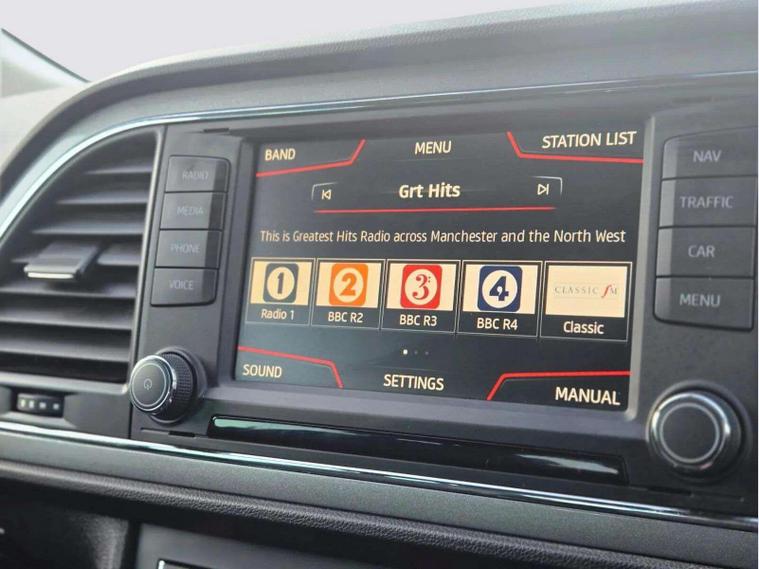 RADIO
MEDIA
PHONE
VOICE
BAND
MENU
STATION LIST
Grt Hits
This is Greatest Hits Radio across Manchester and the North West
1
2
3
4
CLASSIC fM
Radio 1
BBC R2
BBC R3
BBC R4
Classic
SOUND
SETTINGS
MANUAL
NAV
TRAFFIC
CAR
MENU